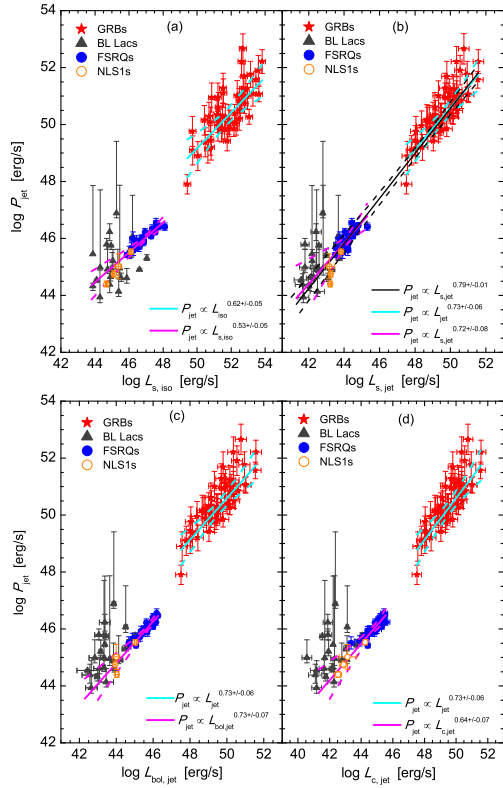 54
52
50
48
46
44
42
log P_jet [erg/s]
(a)
GRBs
BL Lacs
FSRQs
NLS1s
P_jet ∝ L_iso^0.62+/-0.05
P_jet ∝ L_s,iso^0.53+/-0.05
42 44 46 48 50 52 54
log L_s, iso [erg/s]
(b)
GRBs
BL Lacs
FSRQs
NLS1s
P_jet ∝ L_s,jet^0.79+/-0.01
P_jet ∝ L_jet^0.73+/-0.06
P_jet ∝ L_s,jet^0.72+/-0.08
42 44 46 48 50 52
log L_s, jet [erg/s]
54
52
50
48
46
44
42
log P_jet [erg/s]
(c)
GRBs
BL Lacs
FSRQs
NLS1s
P_jet ∝ L_jet^0.73+/-0.06
P_jet ∝ L_bol,jet^0.73+/-0.07
42 44 46 48 50 52
log L_bol, jet [erg/s]
(d)
GRBs
BL Lacs
FSRQs
NLS1s
P_jet ∝ L_jet^0.73+/-0.06
P_jet ∝ L_c,jet^0.64+/-0.07
40 42 44 46 48 50 52
log L_c, jet [erg/s]